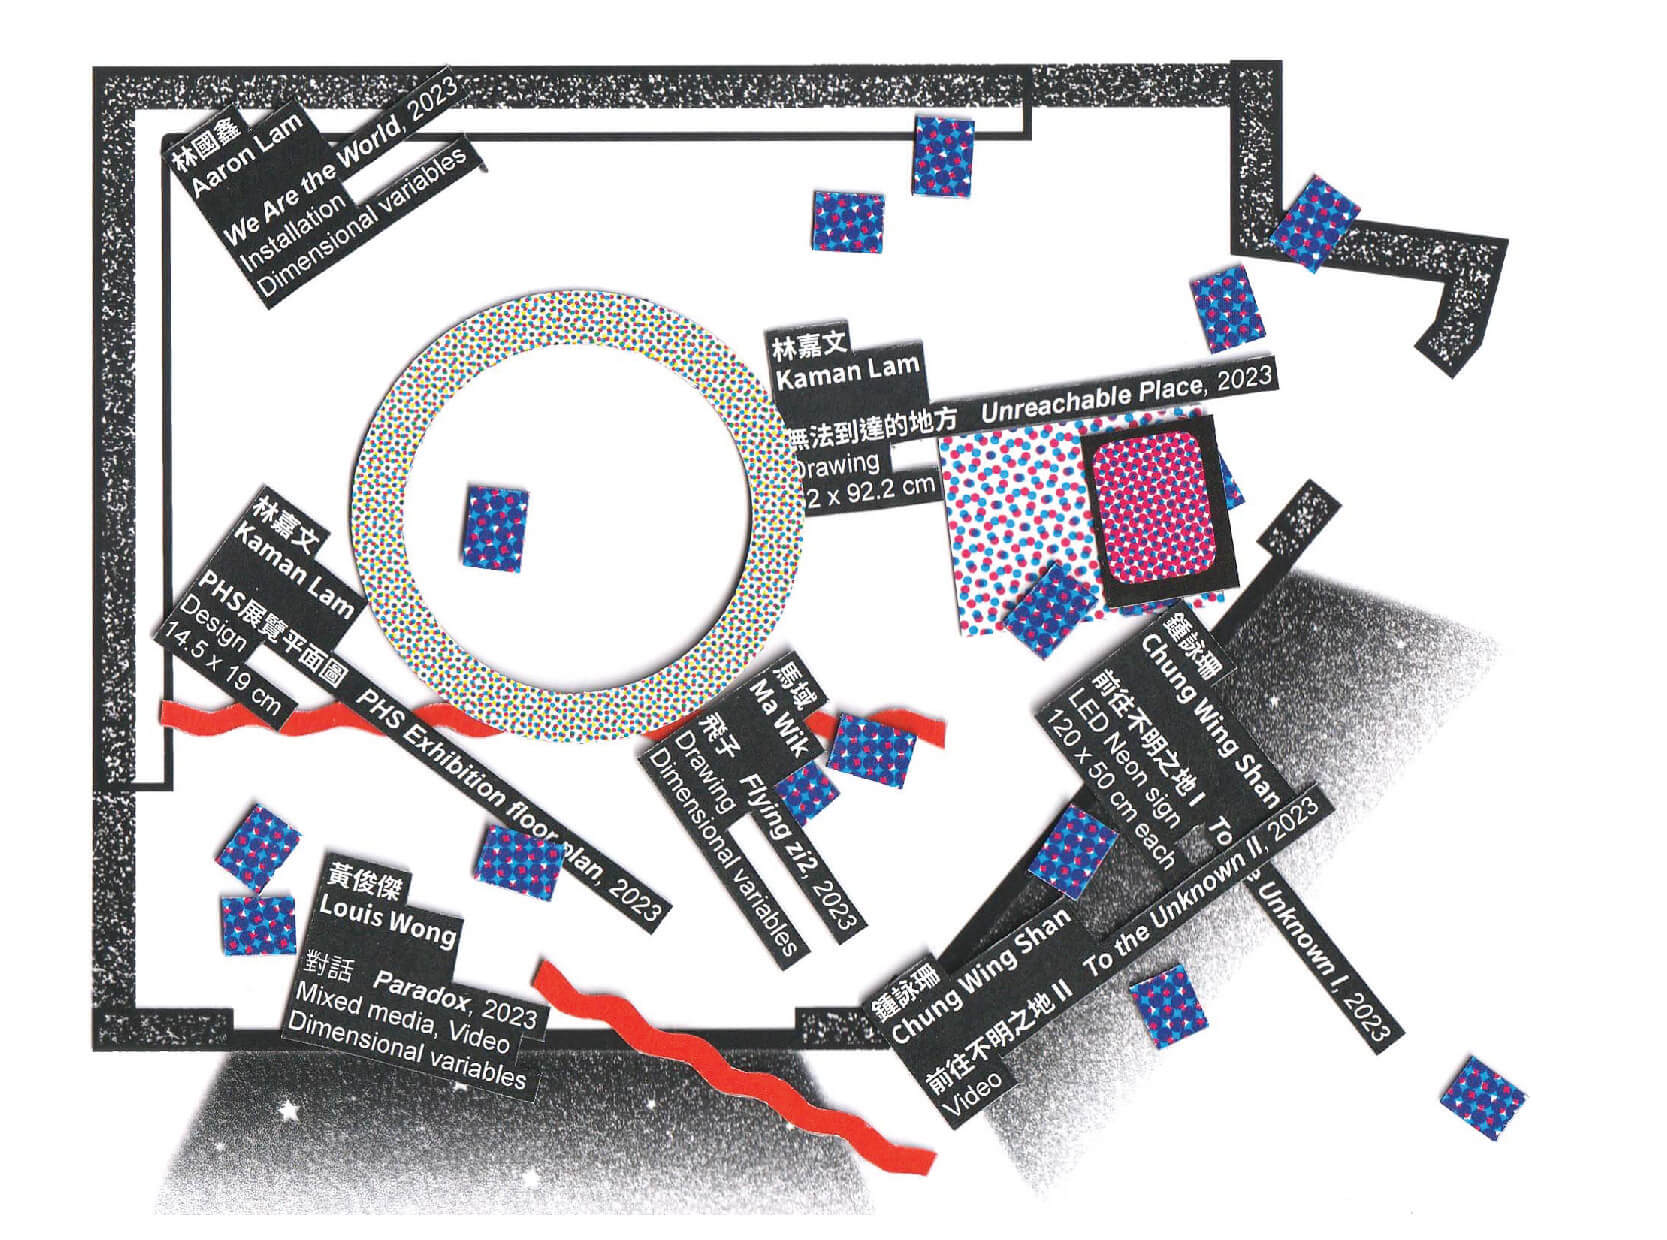 林國鑫
Aaron Lam
We Are the World, 2023
Installation
Dimensional variables
林嘉文
Kaman Lam
無法到達的地方 Unreachable Place, 2023
Drawing
2 x 92.2 cm
林嘉文
Kaman Lam
PHS展覽平面圖 PHS Exhibition floor plan, 2023
Design
14.5 x 19 cm
馬域
Ma Wik
飛子 Flying zi2, 2023
Drawing
Dimensional variables
鍾詠珊
Chung Wing Shan
前往不明之地 I To Unknown I, 2023
LED Neon sign
120 x 50 cm each
黃俊傑
Louis Wong
對話 Paradox, 2023
Mixed media, Video
Dimensional variables
鍾詠珊
Chung Wing Shan
前往不明之地 II To the Unknown II, 2023
Video